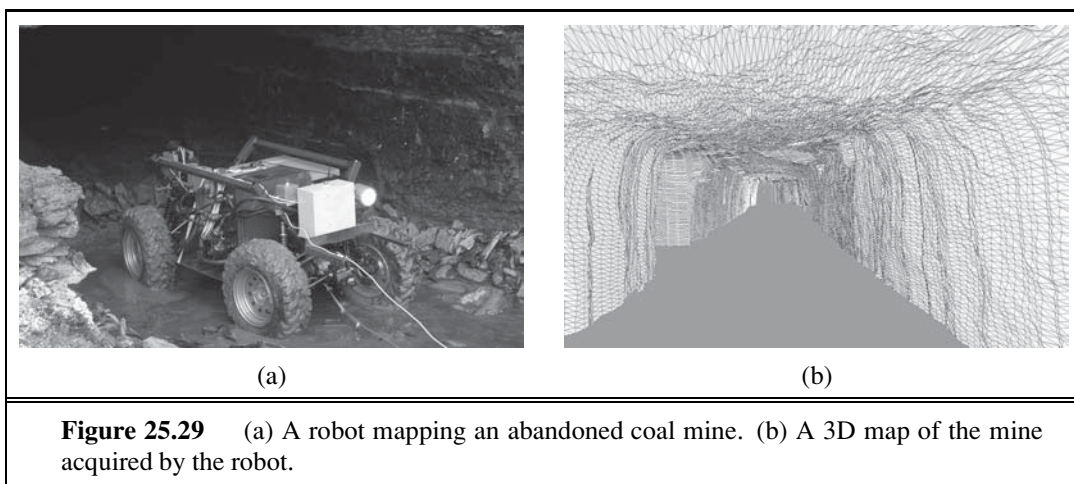 (a)
(b)
Figure 25.29 (a) A robot mapping an abandoned coal mine. (b) A 3D map of the mine
acquired by the robot.